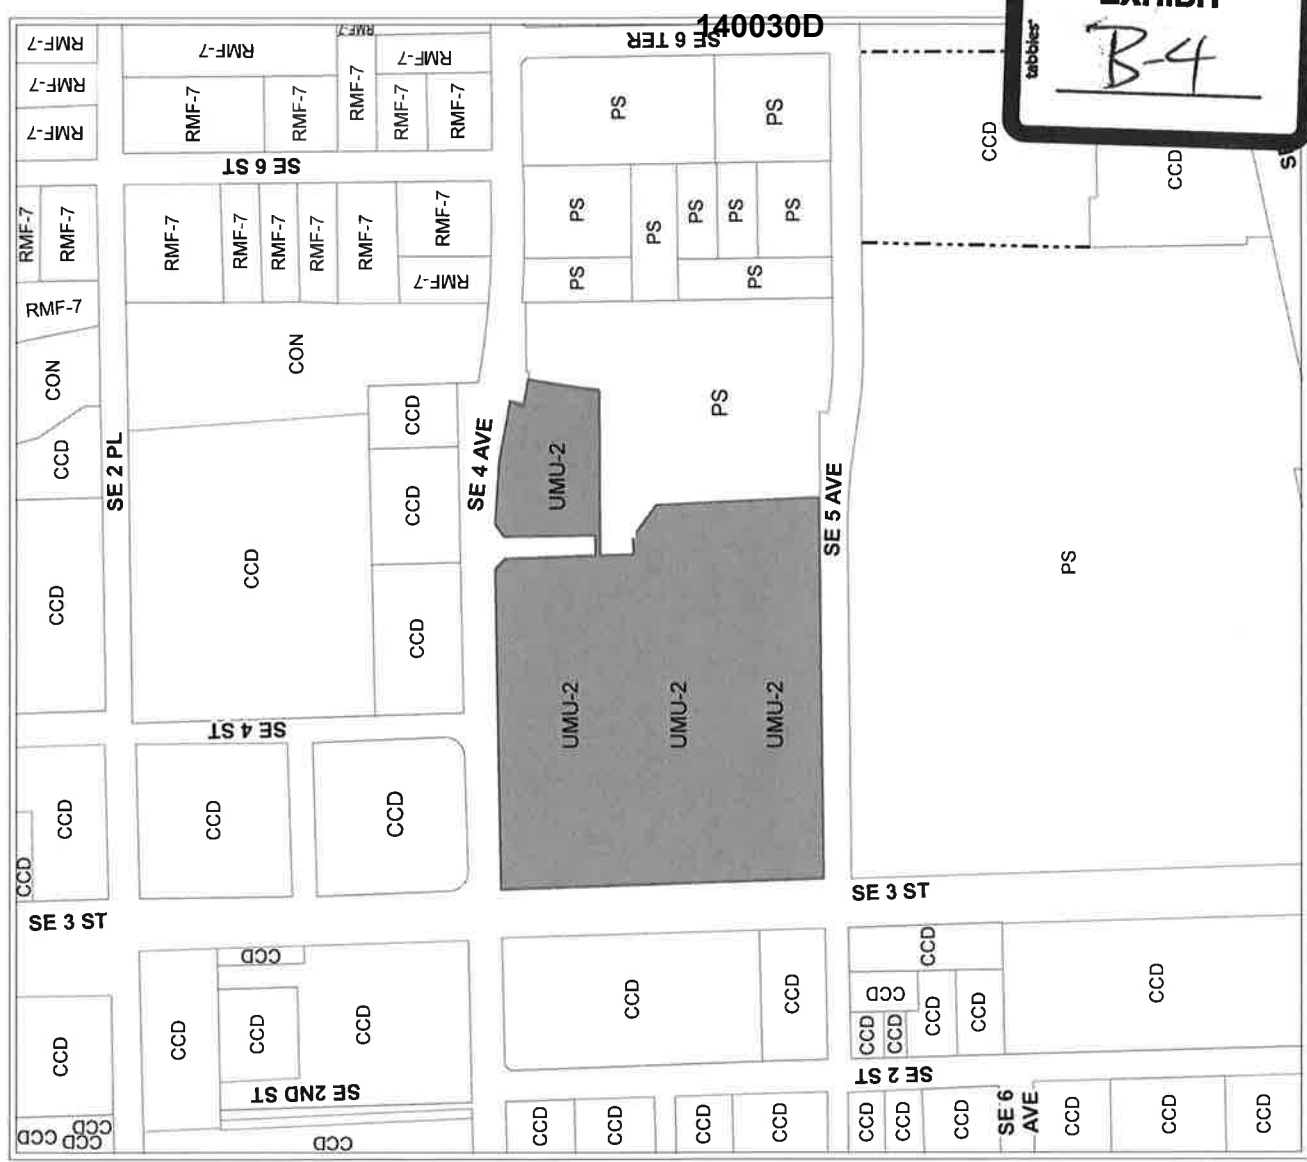 140030D
EXHIBIT
tabbies®
B-4
SE 6 TER
RMF-7
RMF-7
RMF-7
RMF-7
RMF-7
RMF-7
RMF-7
RMF-7
RMF-7
RMF-7
RMF-7
PS
PS
CCD
CCD
SE 6 ST
RMF-7
RMF-7
RMF-7
RMF-7
RMF-7
RMF-7
RMF-7
RMF-7
RMF-7
RMF-7
PS
PS
PS
PS
PS
PS
PS
CON
CON
CCD
CCD
CCD
CCD
CCD
CCD
SE 2 PL
SE 4 AVE
UMU-2
PS
SE 5 AVE
PS
SE 4 ST
UMU-2
UMU-2
UMU-2
CCD
CCD
CCD
CCD
SE 3 ST
SE 3 ST
CCD
CCD
CCD
CCD
CCD
CCD
CCD
CCD
CCD
CCD
CCD
CCD
CCD
CCD
SE 2ND ST
SE 2 ST
CCD
CCD
CCD
CCD
CCD
CCD
CCD
CCD
CCD
CCD
CCD
SE 6
AVE
CCD
CCD
CCD